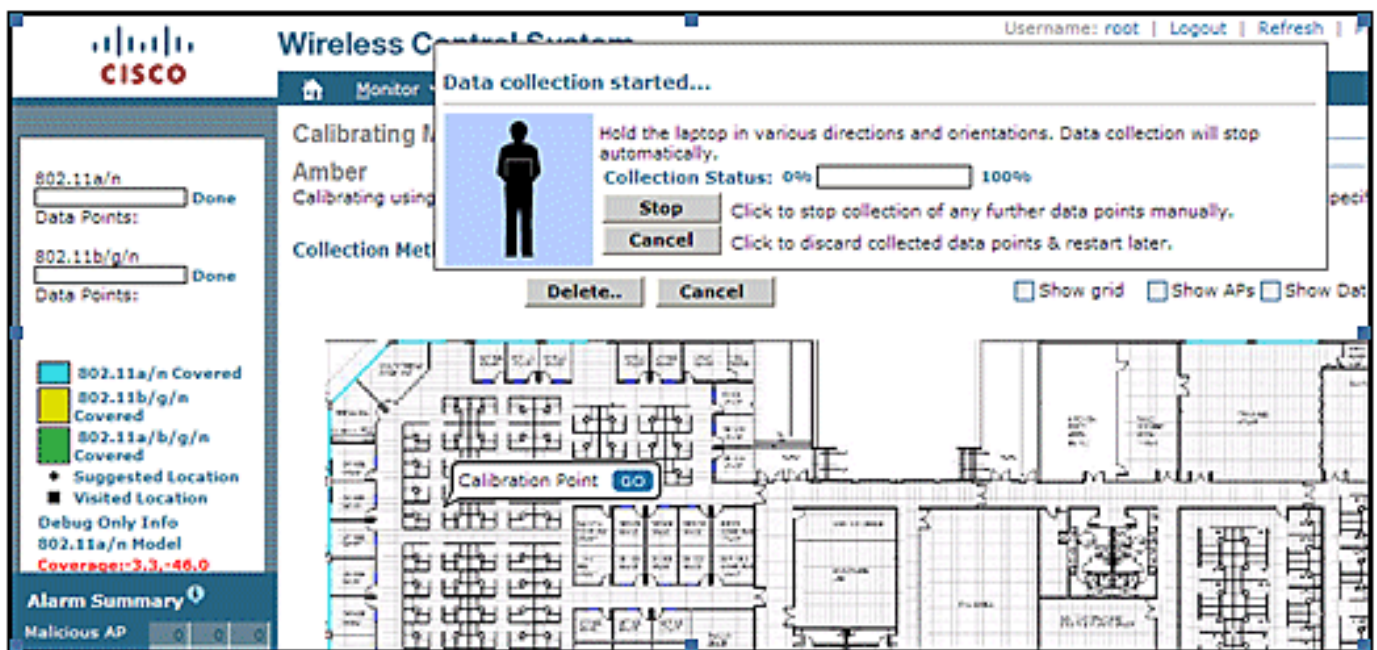 CISCO
Wireless Control System
Username: root | Logout | Refresh |
Monitor
Data collection started...
Hold the laptop in various directions and orientations. Data collection will stop
automatically.
Collection Status: 0% 100%
Stop Click to stop collection of any further data points manually.
Cancel Click to discard collected data points & restart later.
Calibrating
Amber
Calibrating using
Collection Met
Delete.. Cancel
Show grid Show APs Show Dat
802.11a/n
Done
Data Points:
802.11b/g/n
Done
Data Points:
802.11a/n Covered
802.11b/g/n
Covered
802.11a/b/g/n
Covered
Suggested Location
Visited Location
Debug Only Info
802.11a/n Model
Coverage:-3.3,-46.0
Alarm Summary
Malicious AP 0 0 0
Calibration Point GO